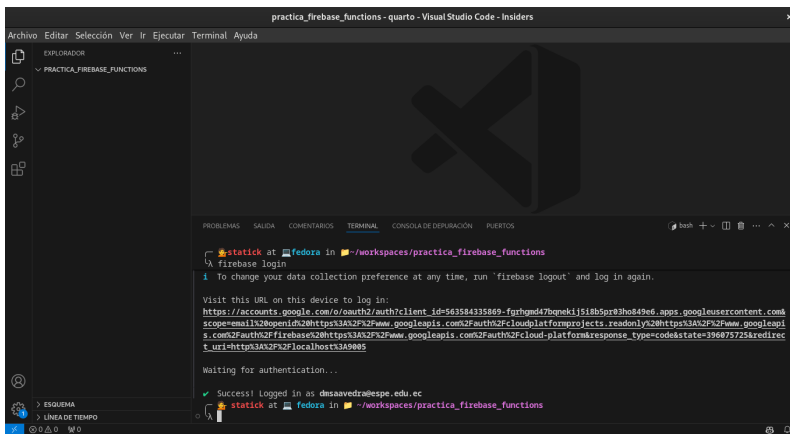 practica_firebase_functions - quarto - Visual Studio Code - Insiders
Archivo Editar Selección Ver Ir Ejecutar Terminal Ayuda
EXPLORADOR
PRACTICA_FIREBASE_FUNCTIONS
PROBLEMAS SALIDA COMENTARIOS TERMINAL CONSOLA DE DEPURACIÓN PUERTOS
bash
statick at fedora in ~/workspaces/practica_firebase_functions
λ firebase login
i To change your data collection preference at any time, run `firebase logout` and log in again.
Visit this URL on this device to log in:
https://accounts.google.com/o/oauth2/auth?client_id=563584335869-fgrhgmd47bqnekij5i8b5pr03ho849e6.apps.googleusercontent.com&
scope=email%20openid%20https%3A%2F%2Fwww.googleapis.com%2Fauth%2Fcloudplatformprojects.readonly%20https%3A%2F%2Fwww.googleapi
s.com%2Fauth%2Ffirebase%20https%3A%2F%2Fwww.googleapis.com%2Fauth%2Fcloud-platform&response_type=code&state=396075725&redirec
t_uri=http%3A%2F%2Flocalhost%3A9005
Waiting for authentication...
✔ Success! Logged in as dmsaavedra@espe.edu.ec
statick at fedora in ~/workspaces/practica_firebase_functions
λ
ESQUEMA
LÍNEA DE TIEMPO
0 0 0